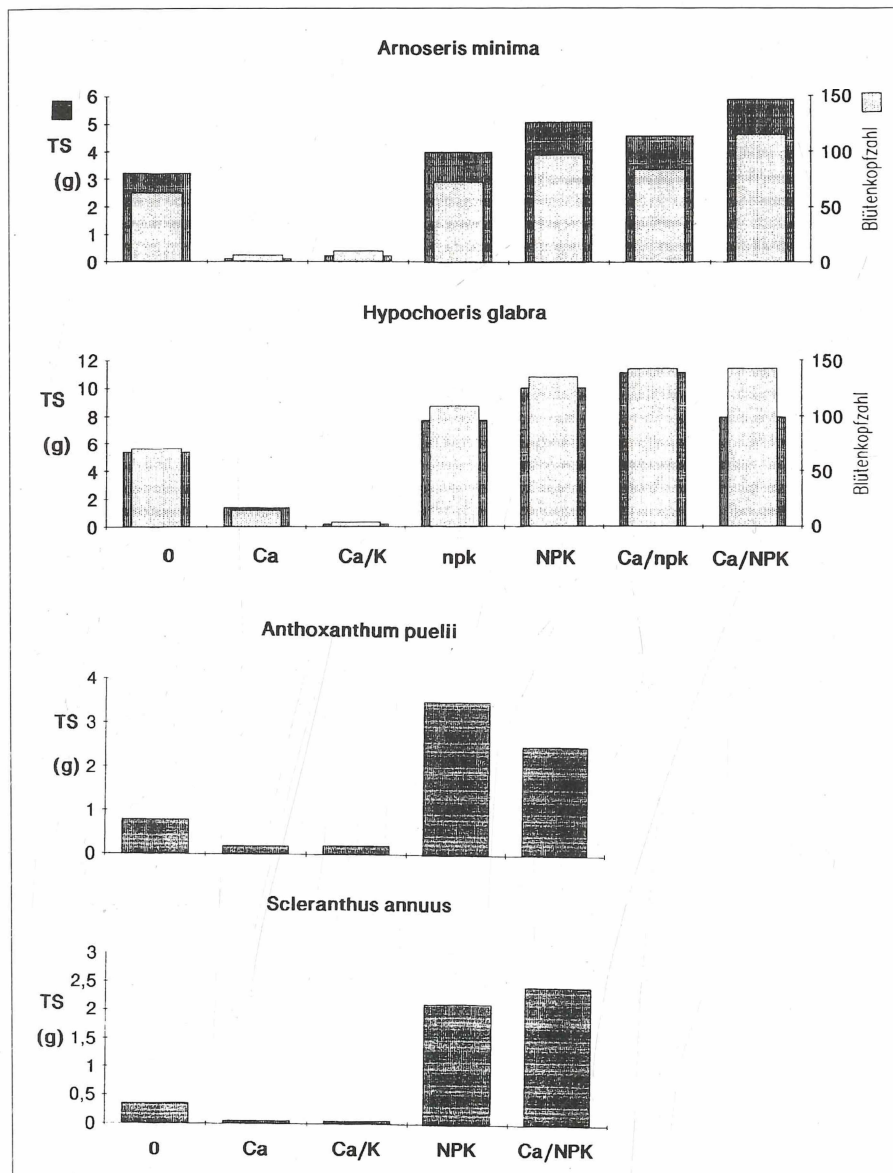 Arnoseris minima
6
5
4
3
2
1
0
TS
(g)
150
100
50
0
Blütenkopfzahl
Hypochoeris glabra
12
10
8
6
4
2
0
TS
(g)
150
100
50
0
Blütenkopfzahl
0 Ca Ca/K npk NPK Ca/npk Ca/NPK
Anthoxanthum puelii
4
3
2
1
0
TS
(g)
Scleranthus annuus
3
2,5
2
1,5
1
0,5
0
TS
(g)
0 Ca Ca/K NPK Ca/NPK